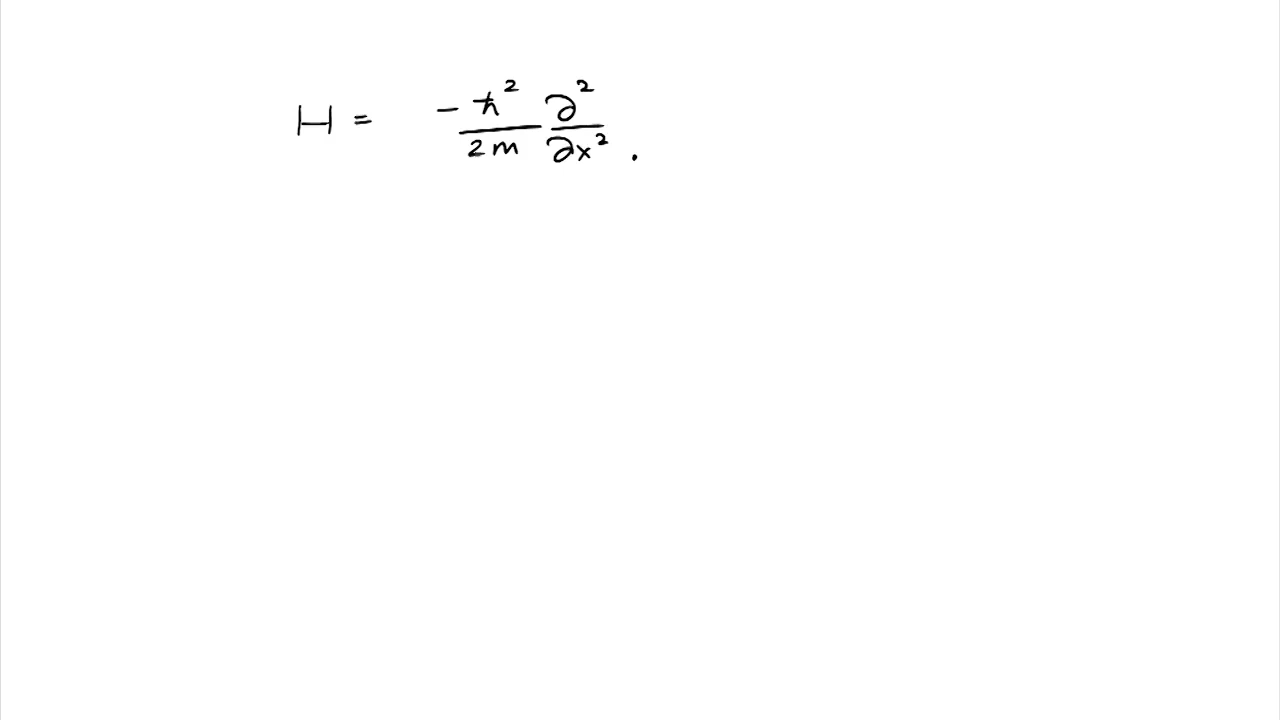 H = -ℏ²/2m ∂²/∂x² .